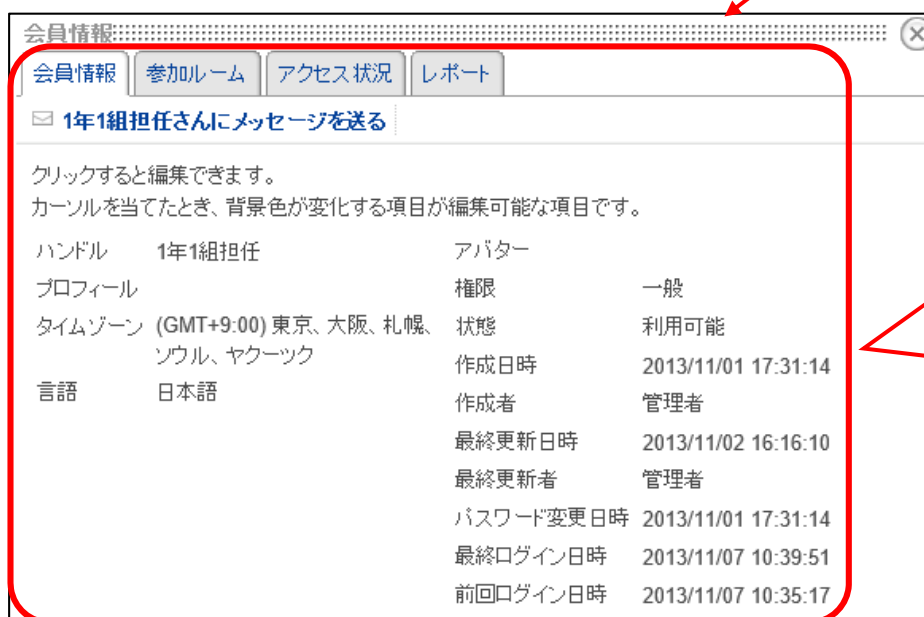 会員情報
会員情報 参加ルーム アクセス状況 レポート
1年1組担任さんにメッセージを送る
クリックすると編集できます。
カーソルを当てたとき、背景色が変化する項目が編集可能な項目です。
ハンドル 1年1組担任
プロフィール
タイムゾーン (GMT+9:00) 東京、大阪、札幌、
ソウル、ヤクーツク
言語 日本語
アバター
権限 一般
状態 利用可能
作成日時 2013/11/01 17:31:14
作成者 管理者
最終更新日時 2013/11/02 16:16:10
最終更新者 管理者
パスワード変更日時 2013/11/01 17:31:14
最終ログイン日時 2013/11/07 10:39:51
前回ログイン日時 2013/11/07 10:35:17